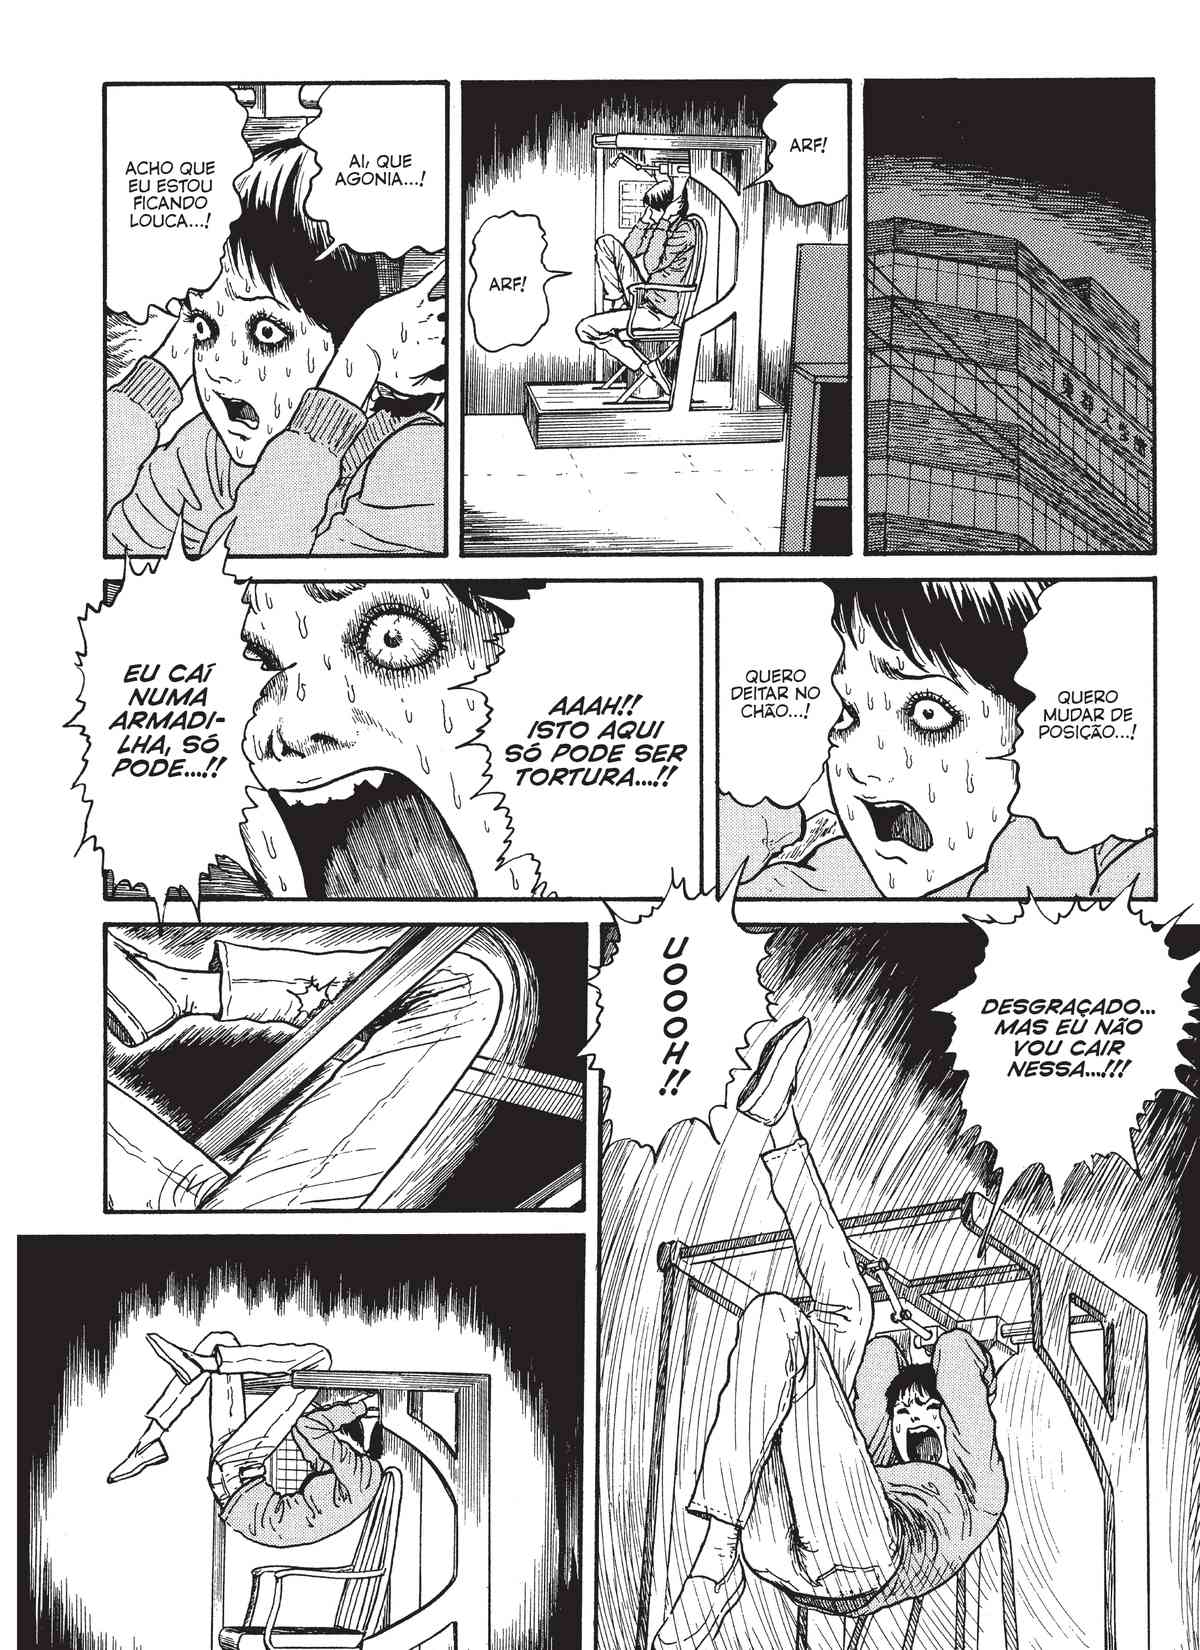 ARF!
ARF!
AI, QUE
AGONIA...!
ACHO QUE
EU ESTOU
FICANDO
LOUCA...!
QUERO
MUDAR DE
POSIÇÃO...!
QUERO
DEITAR NO
CHÃO...!
AAAH!!
ISTO AQUI
SÓ PODE SER
TORTURA...!!
EU CAÍ
NUMA
ARMADI-
LHA, SÓ
PODE...!!
DESGRAÇADO...
MAS EU NÃO
VOU CAIR
NESSA...!!!
UOOOH!!